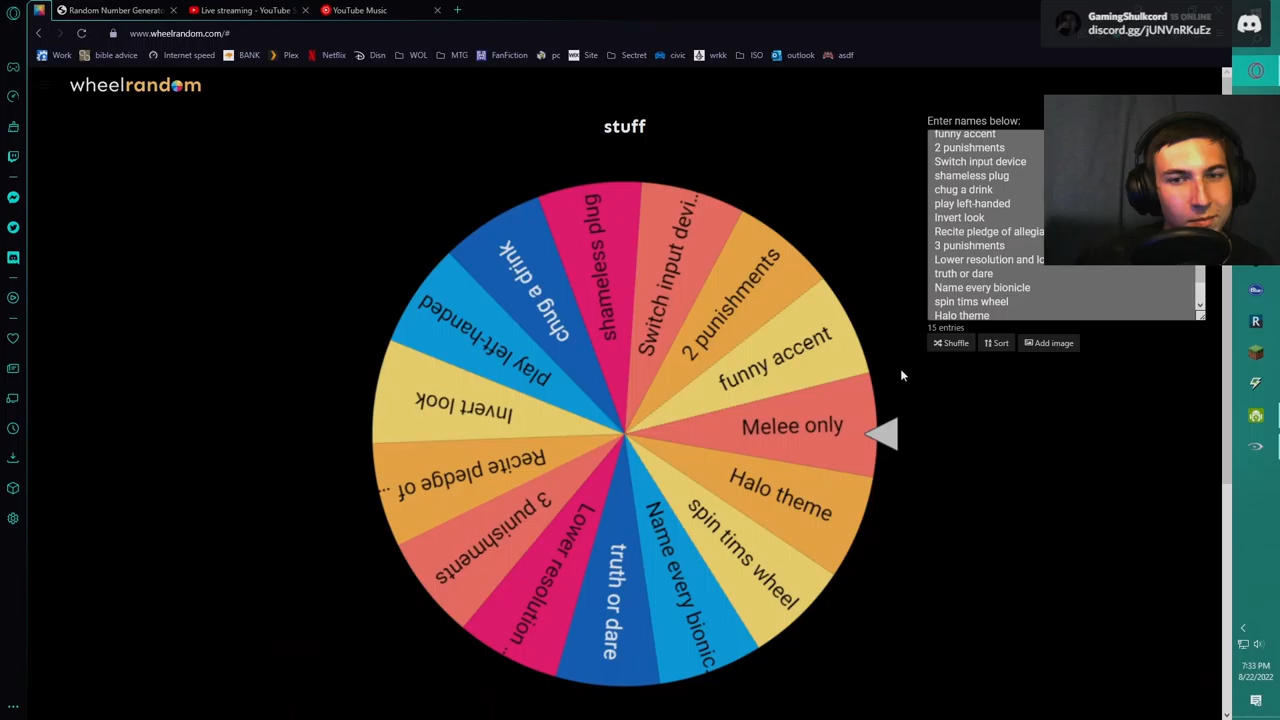 Random Number Generato
Live streaming - YouTube S
YouTube Music
GamingShulkcord 15 ONLINE
discord.gg/jUNVnRKuEz
www.wheelrandom.com/#
Work
bible advice
Internet speed
BANK
Plex
Netflix
Disn
WOL
MTG
FanFiction
pc
Site
Sectret
civic
wrkk
ISO
outlook
asdf
wheelrandom
stuff
Enter names below:
funny accent
2 punishments
Switch input device
shameless plug
chug a drink
play left-handed
Invert look
Recite pledge of allegia
3 punishments
Lower resolution and lo
truth or dare
Name every bionicle
spin tims wheel
Halo theme
15 entries
Shuffle
Sort
Add image
shameless plug
Switch input devi..
2 punishments
funny accent
Melee only
Halo theme
spin tims wheel
Name every bionic..
truth or dare
Lower resolution ..
3 punishments
Recite pledge of ..
Invert look
play left-handed
chug a drink
7:33 PM
8/22/2022